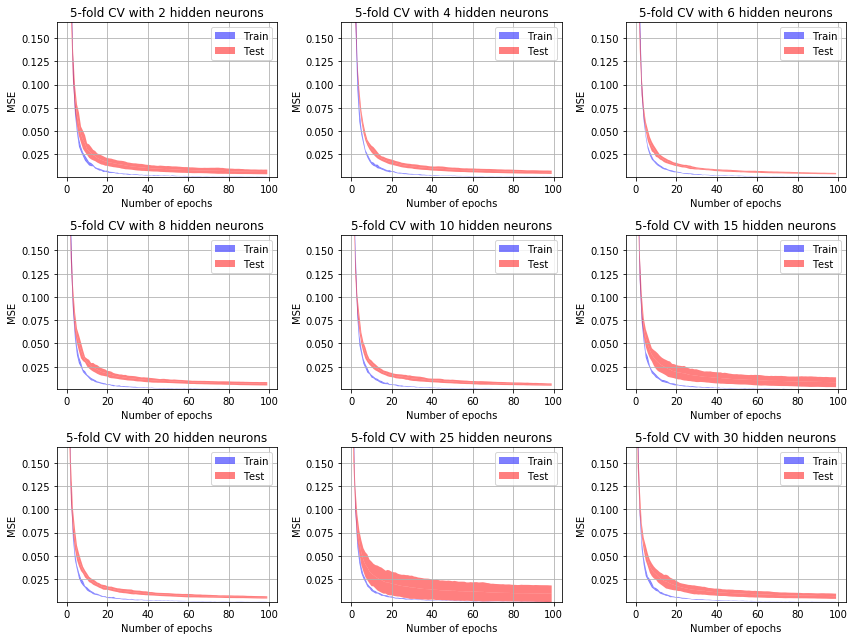 5-fold CV with 2 hidden neurons
MSE
0.150
0.125
0.100
0.075
0.050
0.025
Train
Test
0 20 40 60 80 100
Number of epochs
5-fold CV with 4 hidden neurons
MSE
0.150
0.125
0.100
0.075
0.050
0.025
Train
Test
0 20 40 60 80 100
Number of epochs
5-fold CV with 6 hidden neurons
MSE
0.150
0.125
0.100
0.075
0.050
0.025
Train
Test
0 20 40 60 80 100
Number of epochs
5-fold CV with 8 hidden neurons
MSE
0.150
0.125
0.100
0.075
0.050
0.025
Train
Test
0 20 40 60 80 100
Number of epochs
5-fold CV with 10 hidden neurons
MSE
0.150
0.125
0.100
0.075
0.050
0.025
Train
Test
0 20 40 60 80 100
Number of epochs
5-fold CV with 15 hidden neurons
MSE
0.150
0.125
0.100
0.075
0.050
0.025
Train
Test
0 20 40 60 80 100
Number of epochs
5-fold CV with 20 hidden neurons
MSE
0.150
0.125
0.100
0.075
0.050
0.025
Train
Test
0 20 40 60 80 100
Number of epochs
5-fold CV with 25 hidden neurons
MSE
0.150
0.125
0.100
0.075
0.050
0.025
Train
Test
0 20 40 60 80 100
Number of epochs
5-fold CV with 30 hidden neurons
MSE
0.150
0.125
0.100
0.075
0.050
0.025
Train
Test
0 20 40 60 80 100
Number of epochs